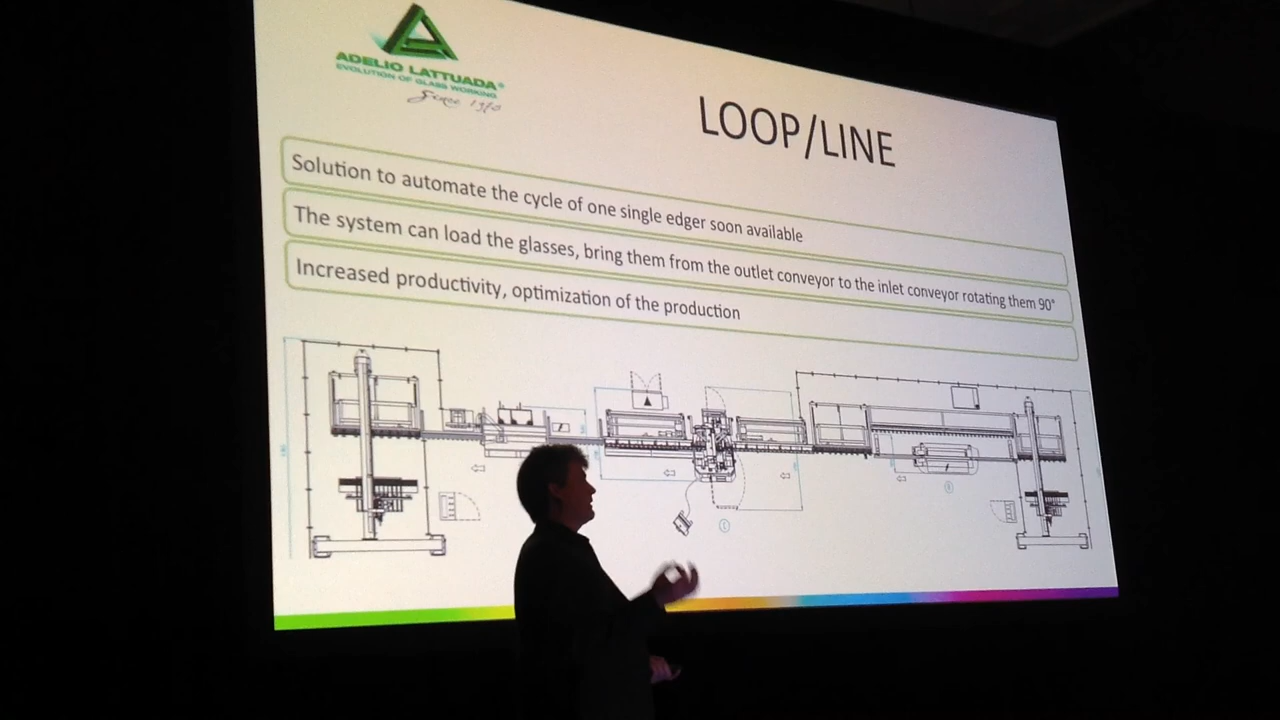 ADELIO LATTUADA®
EVOLUTION OF GLASS WORKING
Since
LOOP/LINE
Solution to automate the cycle of one single edger soon available
The system can load the glasses, bring them from the outlet conveyor to the inlet conveyor rotating them 90°
Increased productivity, optimization of the production